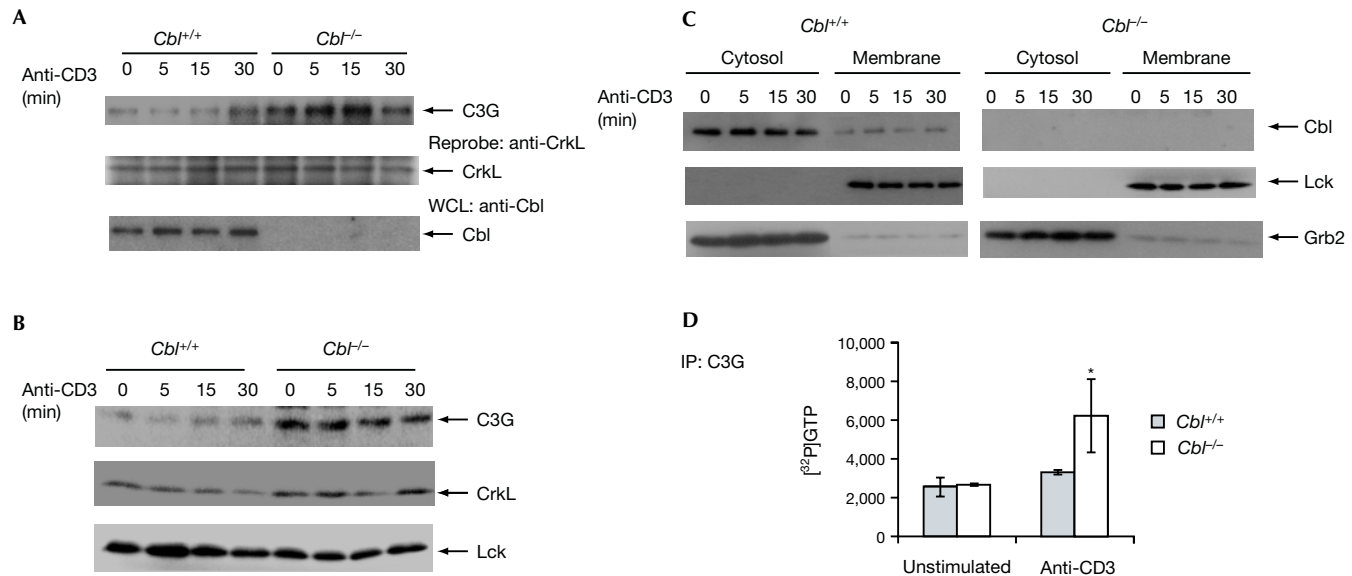 A
Cbl+/+ Cbl–/–
Anti-CD3 (min) 0 5 15 30 0 5 15 30
C3G
Reprobe: anti-CrkL
CrkL
WCL: anti-Cbl
Cbl
B
Cbl+/+ Cbl–/–
Anti-CD3 (min) 0 5 15 30 0 5 15 30
C3G
CrkL
Lck
C
Cbl+/+ Cbl–/–
Cytosol Membrane Cytosol Membrane
Anti-CD3 (min) 0 5 15 30 0 5 15 30 0 5 15 30 0 5 15 30
Cbl
Lck
Grb2
D
IP: C3G
[32P]GTP
10,000
8,000
6,000
4,000
2,000
0
*
Cbl+/+
Cbl–/–
Unstimulated Anti-CD3